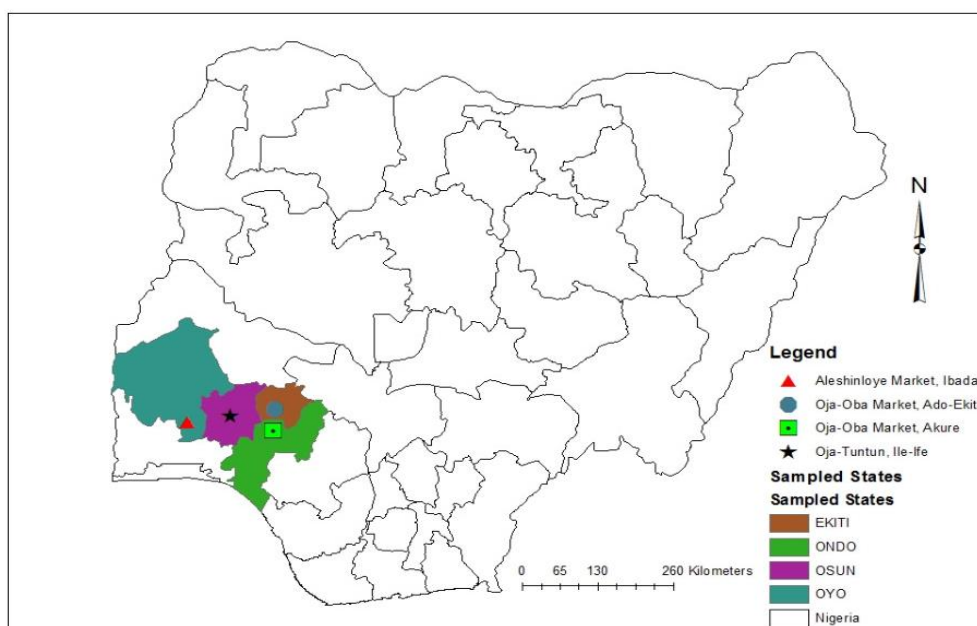 N
Legend
Aleshinloye Market, Ibada
Oja-Oba Market, Ado-Ekit
Oja-Oba Market, Akure
Oja-Tuntun, Ile-Ife
Sampled States
Sampled States
EKITI
ONDO
OSUN
OYO
Nigeria
0 65 130 260 Kilometers